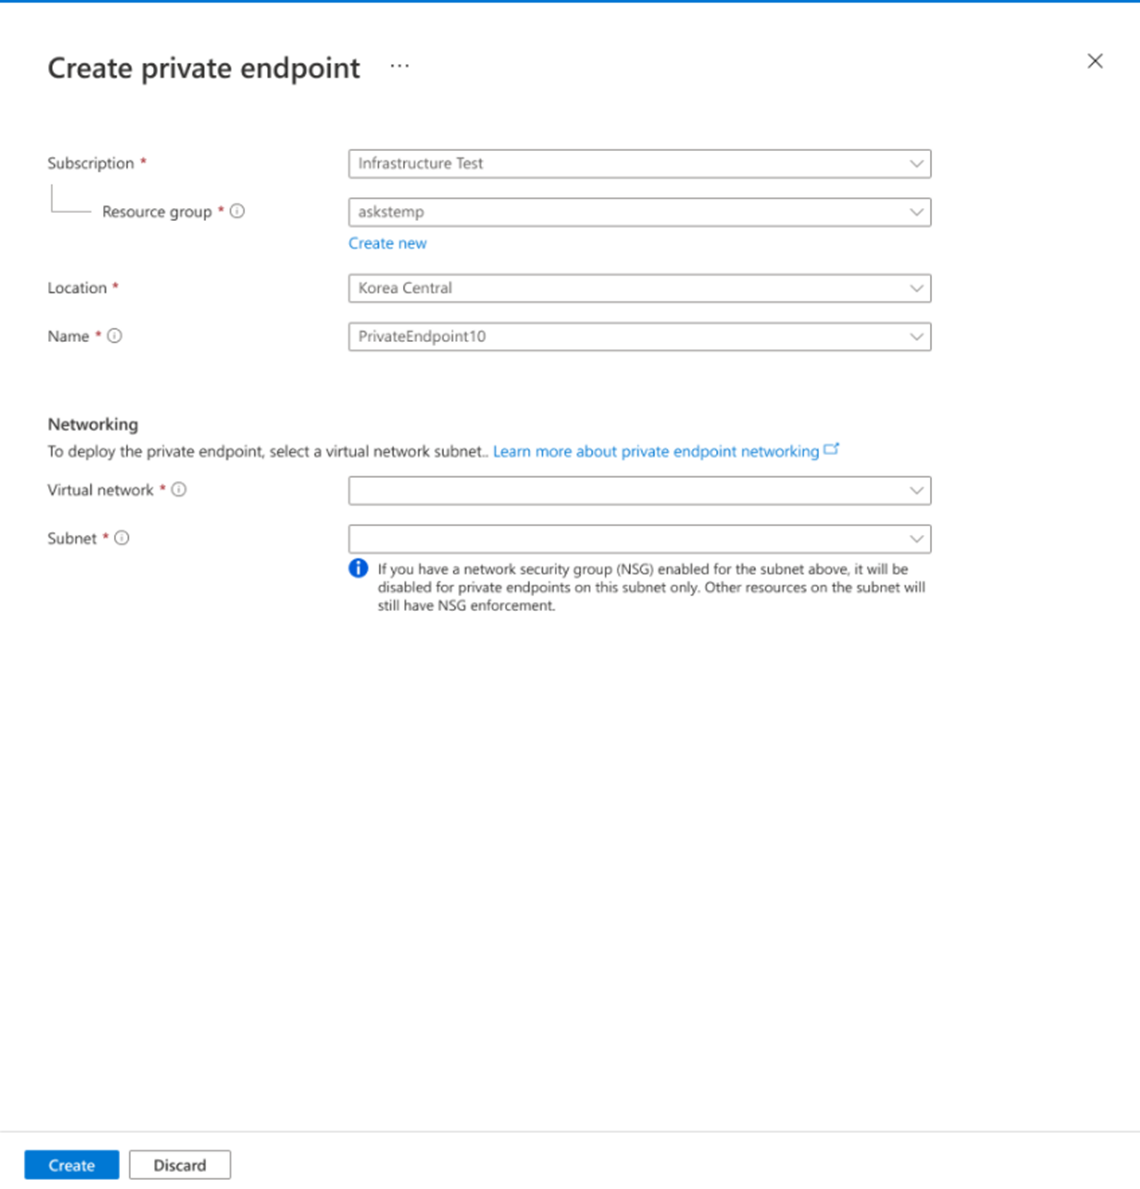 Create private endpoint ...
Subscription *
Infrastructure Test
Resource group *
askstemp
Create new
Location *
Korea Central
Name *
PrivateEndpoint10
Networking
To deploy the private endpoint, select a virtual network subnet.. Learn more about private endpoint networking
Virtual network *
Subnet *
If you have a network security group (NSG) enabled for the subnet above, it will be
disabled for private endpoints on this subnet only. Other resources on the subnet will
still have NSG enforcement.
Create
Discard